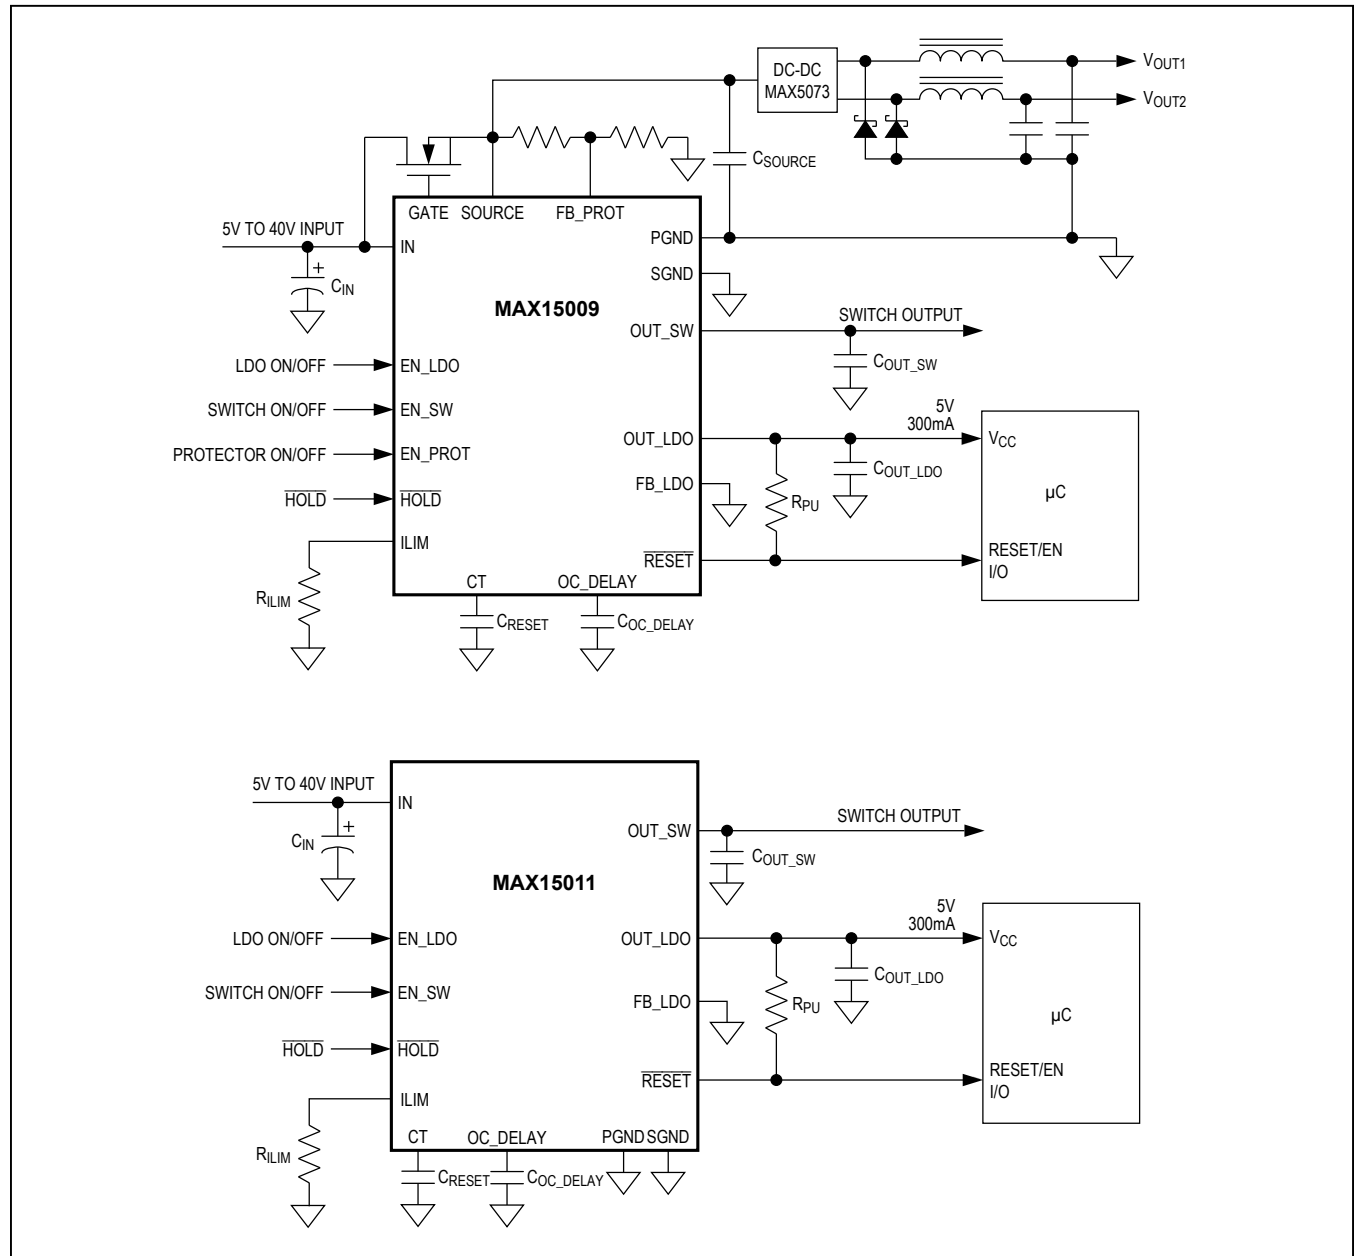 DC-DC
MAX5073
VOUT1
VOUT2
CSOURCE
GATE SOURCE FB_PROT
5V TO 40V INPUT
IN
PGND
+
CIN
SGND
MAX15009
OUT_SW
SWITCH OUTPUT
COUT_SW
LDO ON/OFF
EN_LDO
SWITCH ON/OFF
EN_SW
PROTECTOR ON/OFF
EN_PROT
HOLD
HOLD
ILIM
RILIM
OUT_LDO
5V
300mA
VCC
COUT_LDO
FB_LDO
RPU
µC
RESET
RESET/EN
I/O
CT
OC_DELAY
CRESET
COC_DELAY
5V TO 40V INPUT
IN
+
CIN
OUT_SW
SWITCH OUTPUT
COUT_SW
MAX15011
LDO ON/OFF
EN_LDO
SWITCH ON/OFF
EN_SW
HOLD
HOLD
ILIM
RILIM
OUT_LDO
5V
300mA
VCC
COUT_LDO
FB_LDO
RPU
µC
RESET
RESET/EN
I/O
CT
OC_DELAY
PGND SGND
CRESET
COC_DELAY